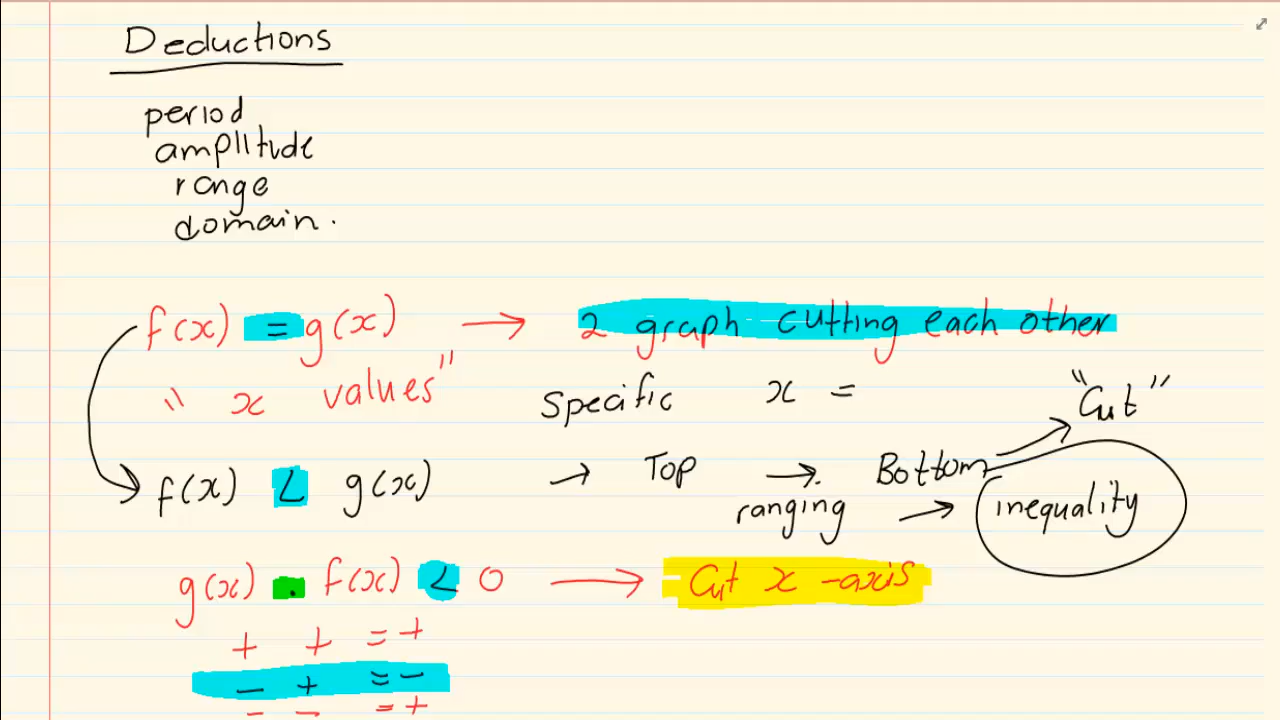 Deductions
period
amplitude
range
domain.
f(x) = g(x) → 2 graph cutting each other
"x values" specific x = "Cut"
f(x) < g(x) → Top → Bottom
ranging → inequality
g(x) . f(x) < 0 → Cut x-axis
+ + = +
- + = -
- - = +